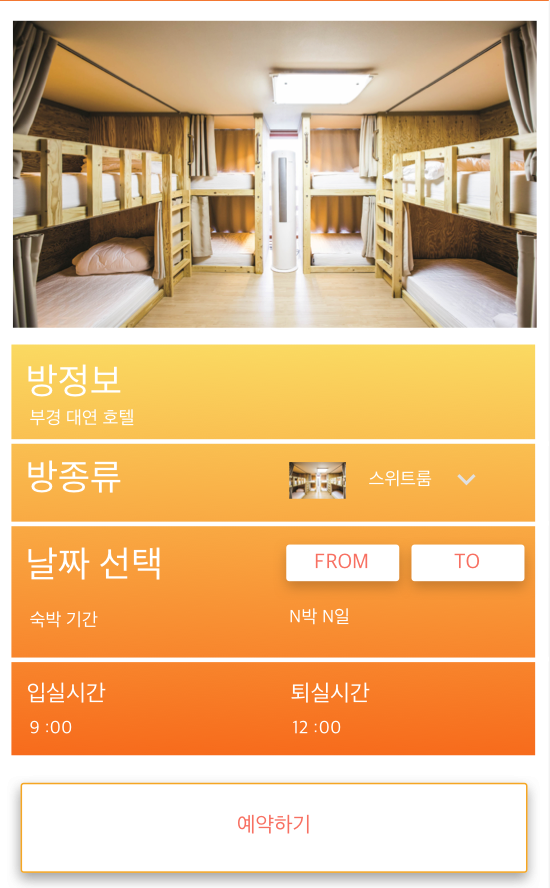 방정보
부경 대연 호텔
방종류
스위트룸
날짜 선택
FROM TO
숙박 기간
N박 N일
입실시간 퇴실시간
9 :00 12 :00
예약하기